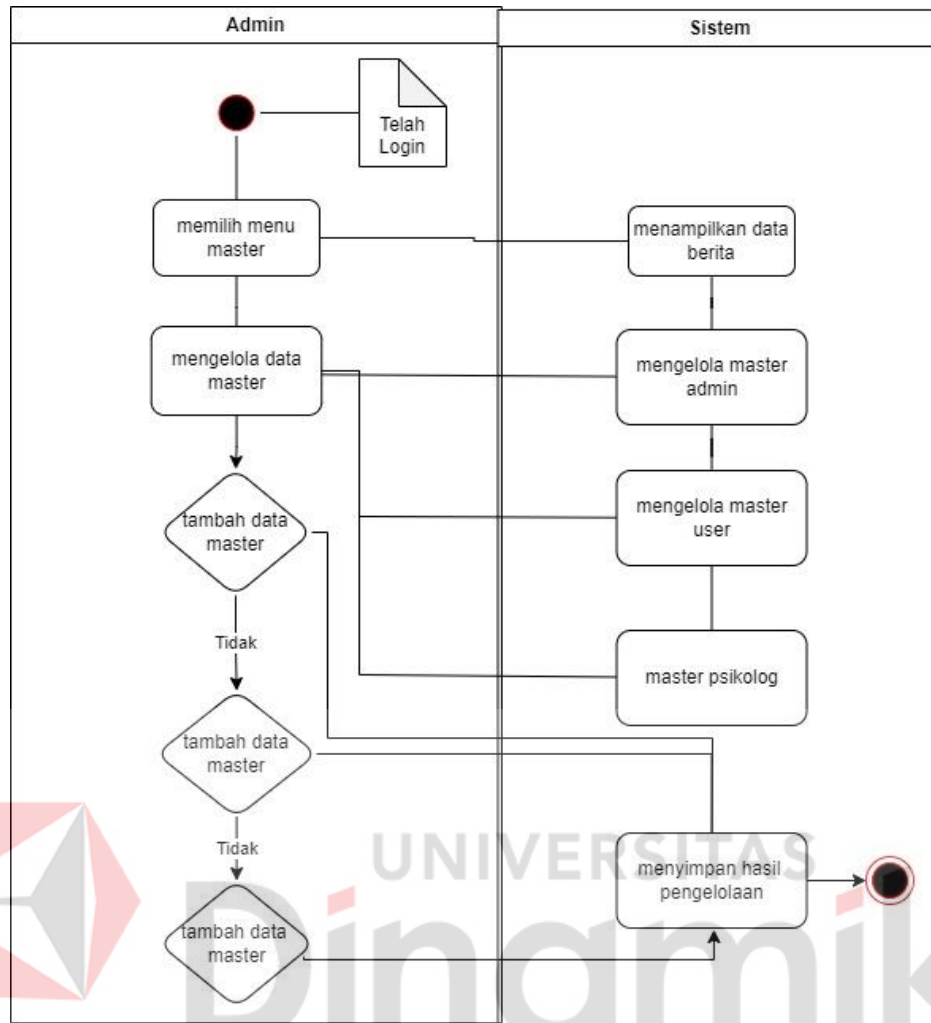 Admin
Sistem
Telah
Login
memilih menu
master
menampilkan data
berita
mengelola data
master
mengelola master
admin
tambah data
master
mengelola master
user
Tidak
master psikolog
tambah data
master
Tidak
menyimpan hasil
pengelolaan
tambah data
master
UNIVERSITAS
Dinamik